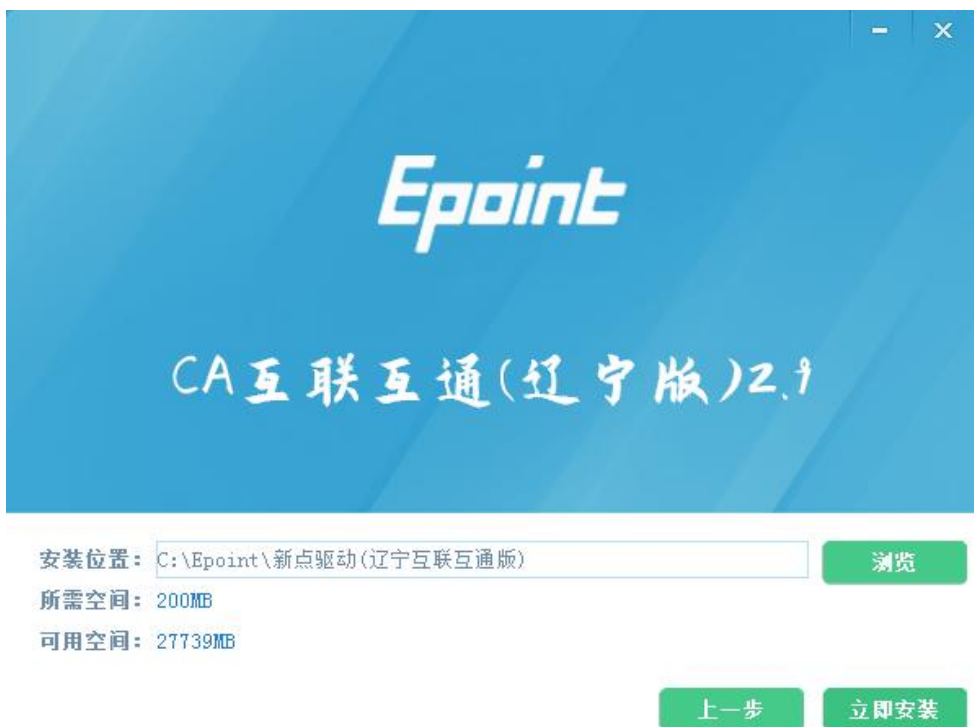 Epoint
CA互联互通(辽宁版)2.9
安装位置： C:\Epoint\新点驱动(辽宁互联互通版) 浏览
所需空间： 200MB
可用空间： 27739MB
上一步 立即安装